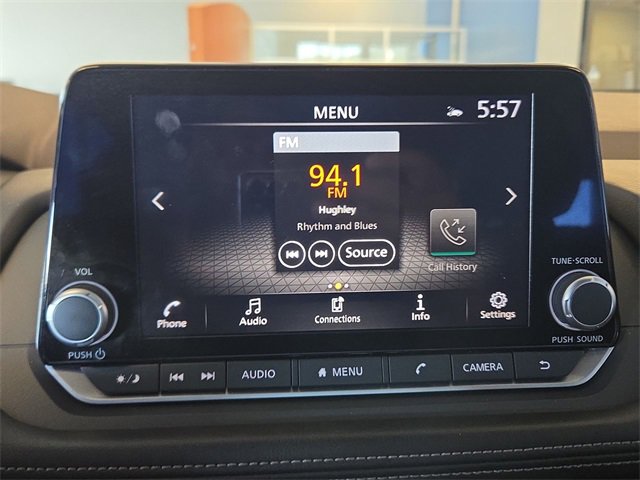 MENU
5:57
FM
94.1
FM
Hughley
Rhythm and Blues
Source
Call History
Phone
Audio
Connections
Info
Settings
VOL
PUSH
TUNE·SCROLL
PUSH SOUND
AUDIO
MENU
CAMERA